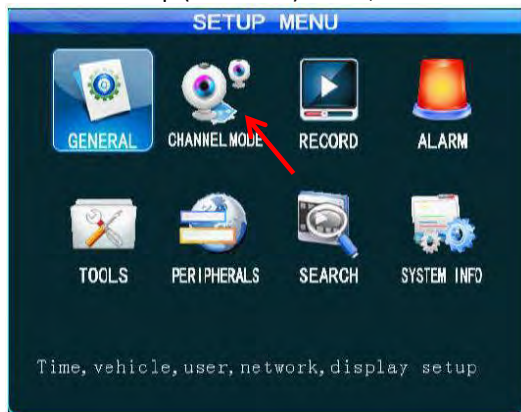 SETUP MENU
GENERAL CHANNEL MODE RECORD ALARM
TOOLS PERIPHERALS SEARCH SYSTEM INFO
Time, vehicle, user, network, display setup